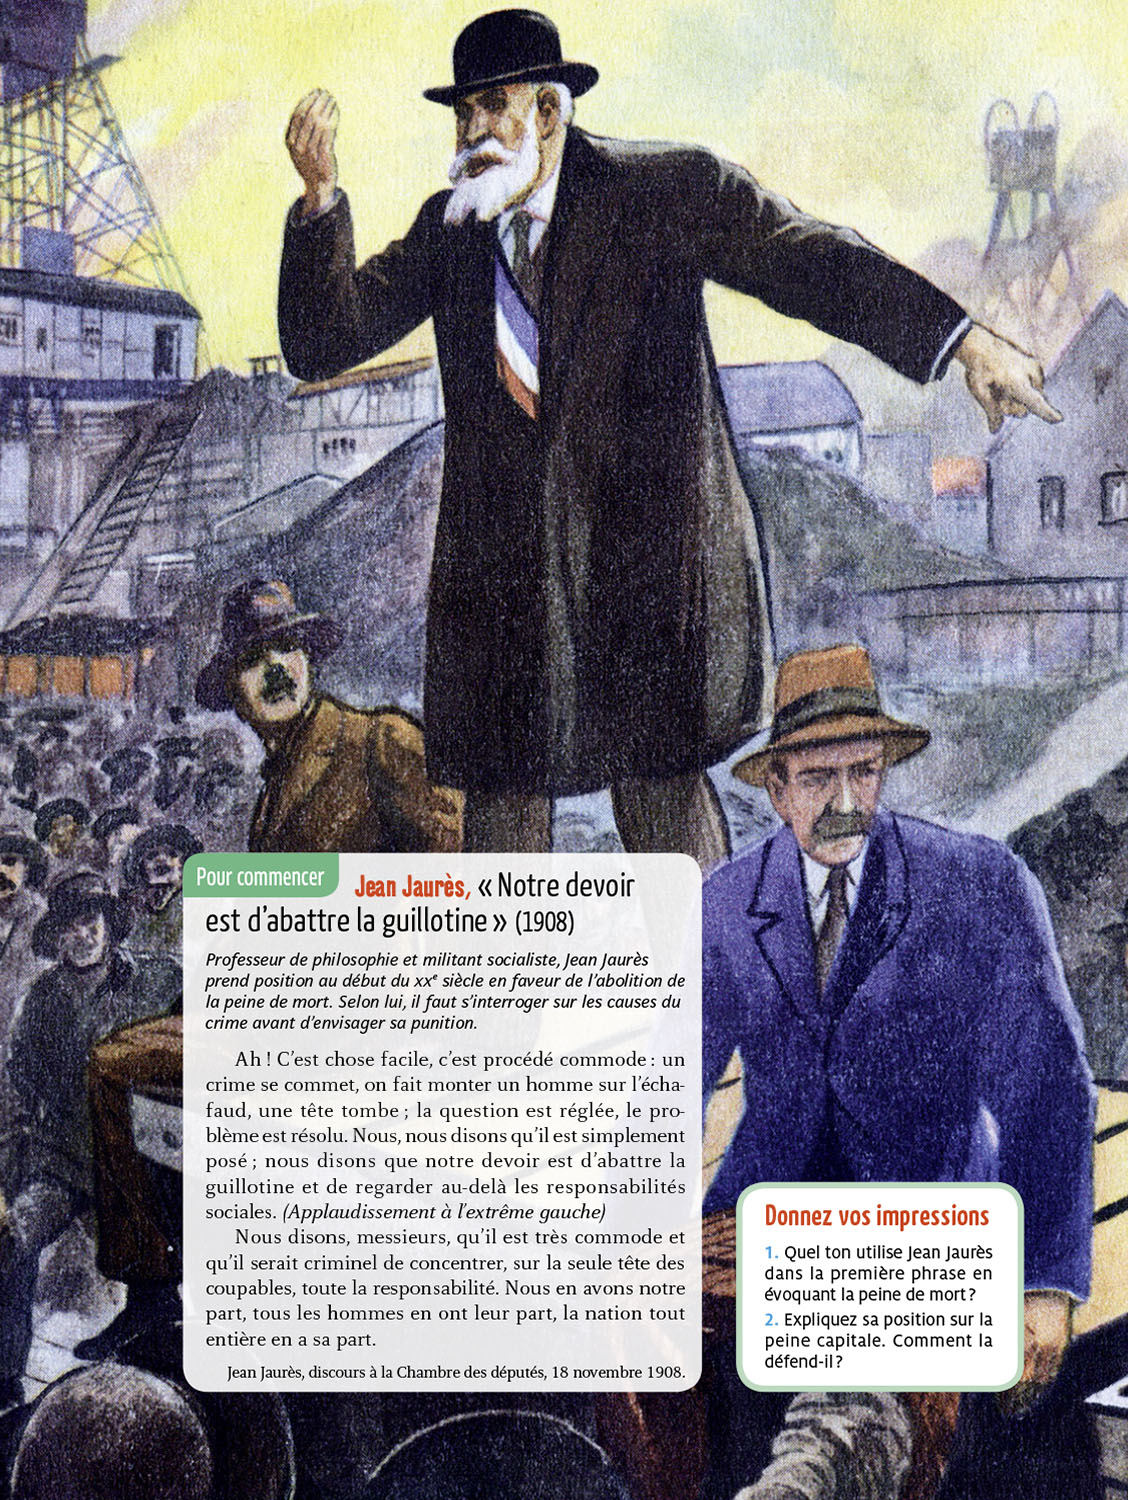 Pour commencer
Jean Jaurès, « Notre devoir
est d’abattre la guillotine » (1908)
Professeur de philosophie et militant socialiste, Jean Jaurès
prend position au début du XXe siècle en faveur de l’abolition de
la peine de mort. Selon lui, il faut s’interroger sur les causes du
crime avant d’envisager sa punition.
Ah ! C’est chose facile, c’est procédé commode : un
crime se commet, on fait monter un homme sur l’écha-
faud, une tête tombe ; la question est réglée, le pro-
blème est résolu. Nous, nous disons qu’il est simplement
posé ; nous disons que notre devoir est d’abattre la
guillotine et de regarder au-delà les responsabilités
sociales. (Applaudissement à l’extrême gauche)
Nous disons, messieurs, qu’il est très commode et
qu’il serait criminel de concentrer, sur la seule tête des
coupables, toute la responsabilité. Nous en avons notre
part, tous les hommes en ont leur part, la nation tout
entière en a sa part.
Jean Jaurès, discours à la Chambre des députés, 18 novembre 1908.
Donnez vos impressions
1. Quel ton utilise Jean Jaurès
dans la première phrase en
évoquant la peine de mort ?
2. Expliquez sa position sur la
peine capitale. Comment la
défend-il ?